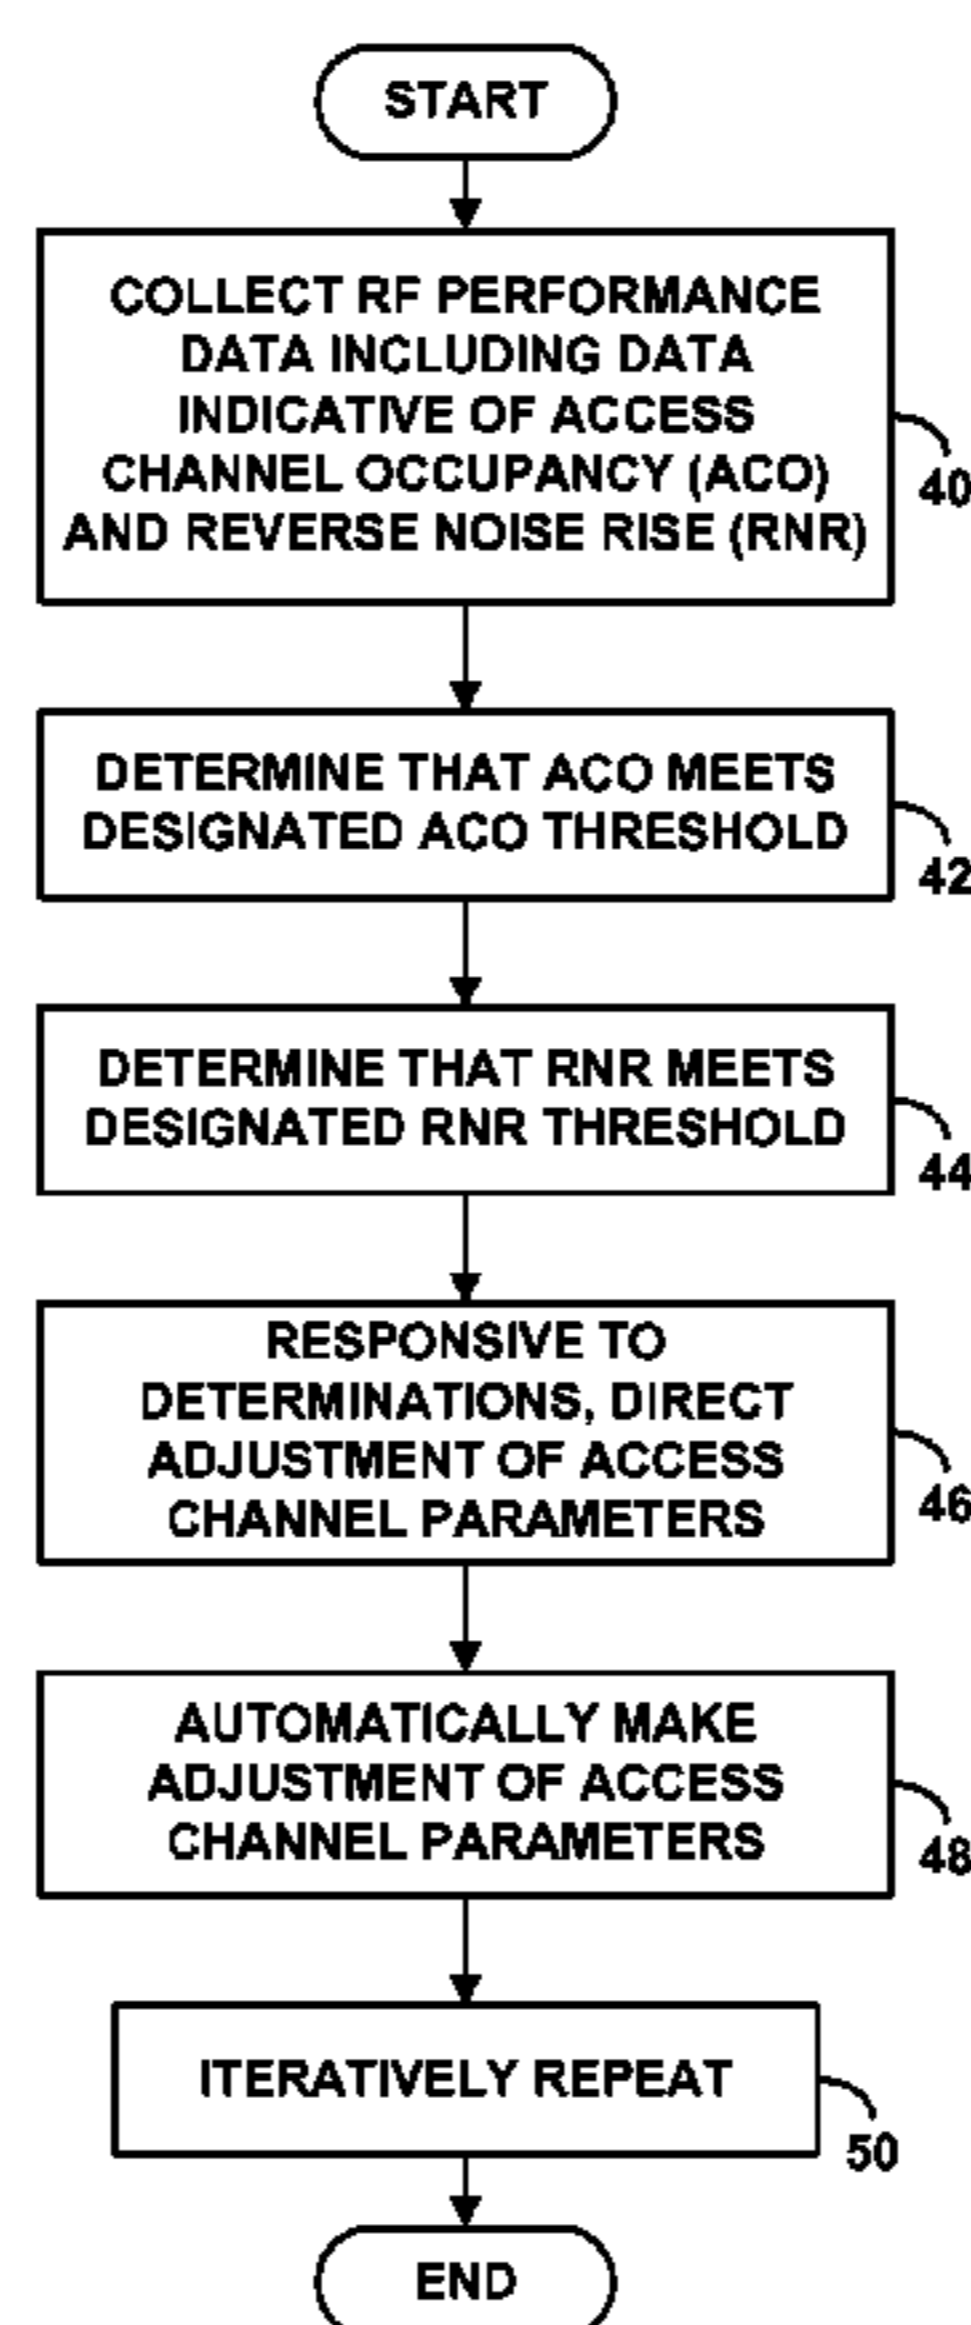 START
COLLECT RF PERFORMANCE
DATA INCLUDING DATA
INDICATIVE OF ACCESS
CHANNEL OCCUPANCY (ACO)
AND REVERSE NOISE RISE (RNR)
40
DETERMINE THAT ACO MEETS
DESIGNATED ACO THRESHOLD
42
DETERMINE THAT RNR MEETS
DESIGNATED RNR THRESHOLD
44
RESPONSIVE TO
DETERMINATIONS, DIRECT
ADJUSTMENT OF ACCESS
CHANNEL PARAMETERS
46
AUTOMATICALLY MAKE
ADJUSTMENT OF ACCESS
CHANNEL PARAMETERS
48
ITERATIVELY REPEAT
50
END